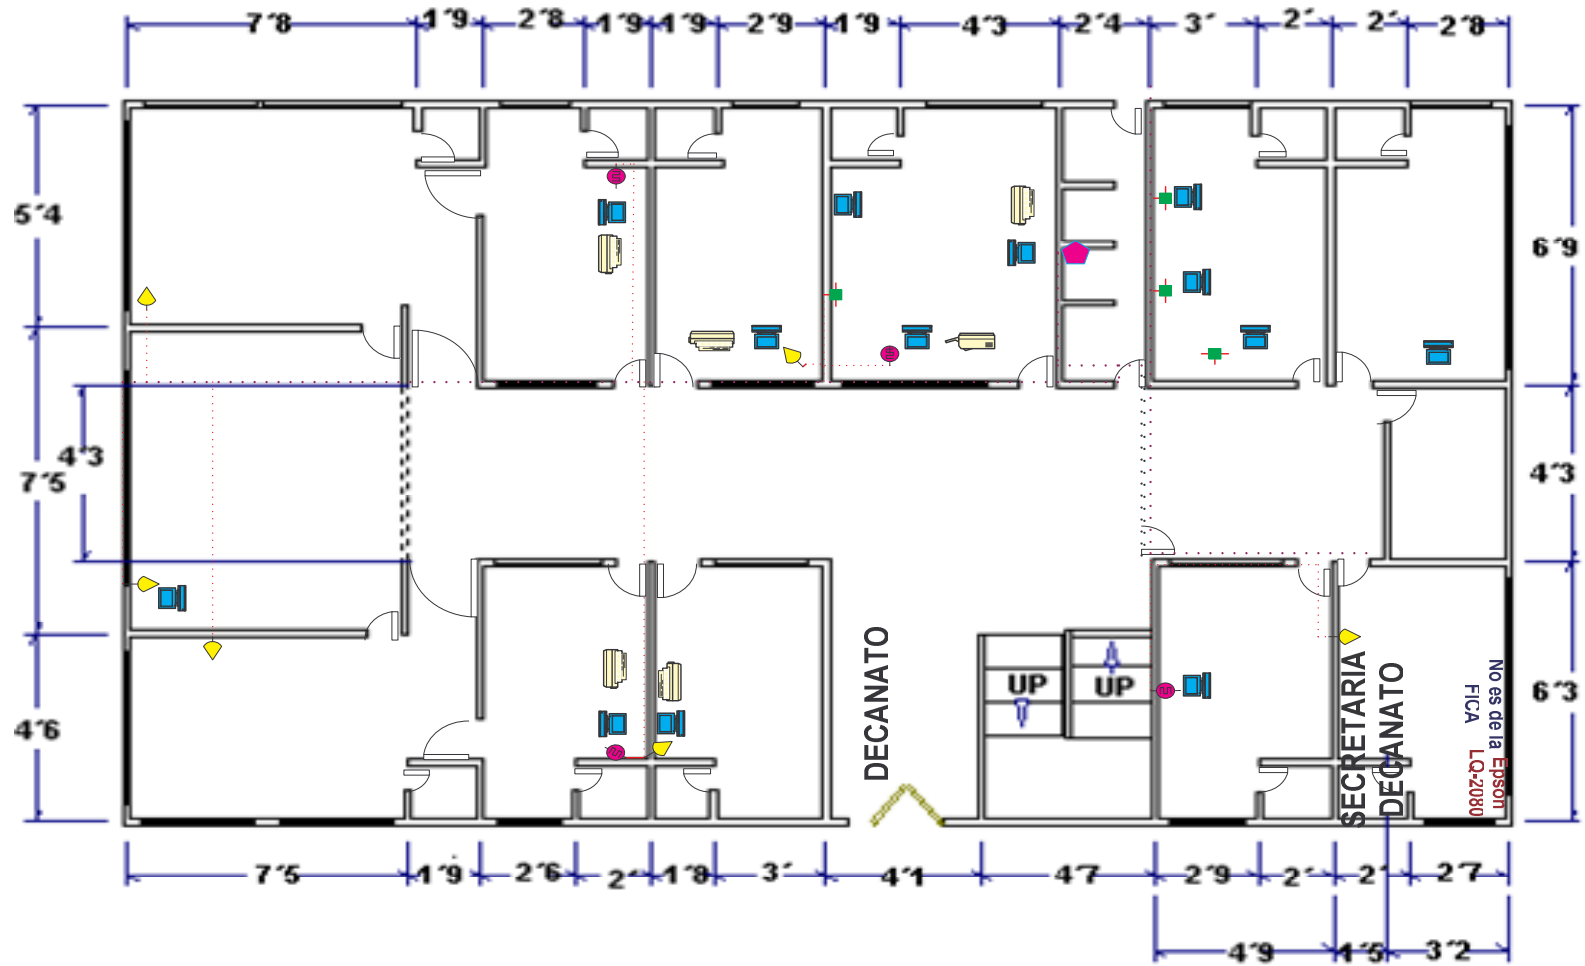 7´8 1´9 2´8 1´9 1´9 2´9 1´9 4´3 2´4 3´ 2´ 2´ 2´8
5´4
6´9
4´3
7´5
4´3
4´6
6´3
UP
UP
DECANATO
SECRETARIA
DECANATO
No es de la
FICA
Epson
LQ-2080
7´5 1´9 2´6 2´ 1´8 3´ 4´1 4´7 2´9 2´ 2´ 2´7
4´9 1´5 3´2